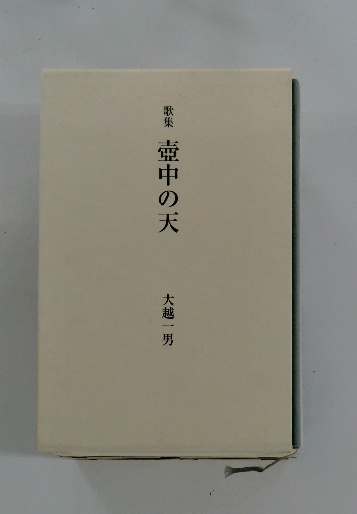 歌集 壺中の天
大越一男